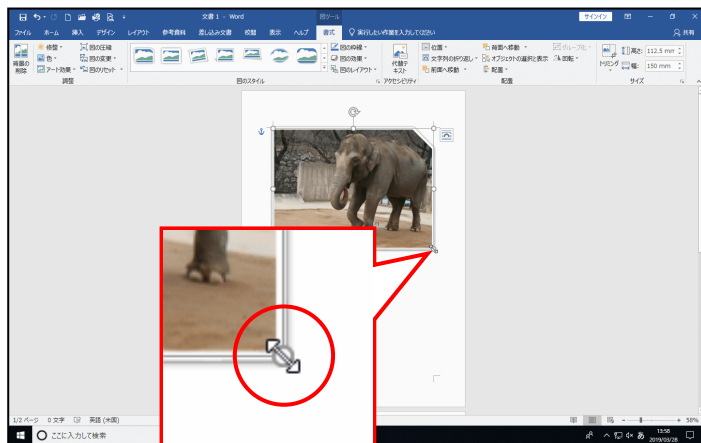 文書 1 - Word
図ツール
サインイン
ファイル ホーム 挿入 デザイン レイアウト 参考資料 差し込み文書 校閲 表示 ヘルプ 書式 実行したい作業を入力してください 共有
背景の
削除
修整
色
アート効果
図の圧縮
図の変更
図のリセット
調整
図のスタイル
図の枠線
図の効果
図のレイアウト
代替テ
キスト
アクセシビリティ
位置
文字列の折り返し
前面へ移動
背面へ移動
オブジェクトの選択と表示
配置
グループ化
回転
配置
トリミング
高さ: 112.5 mm
幅: 150 mm
サイズ
1/2 ページ 0 文字 英語 (米国)
50%
ここに入力して検索
あ
13:58
2019/03/28